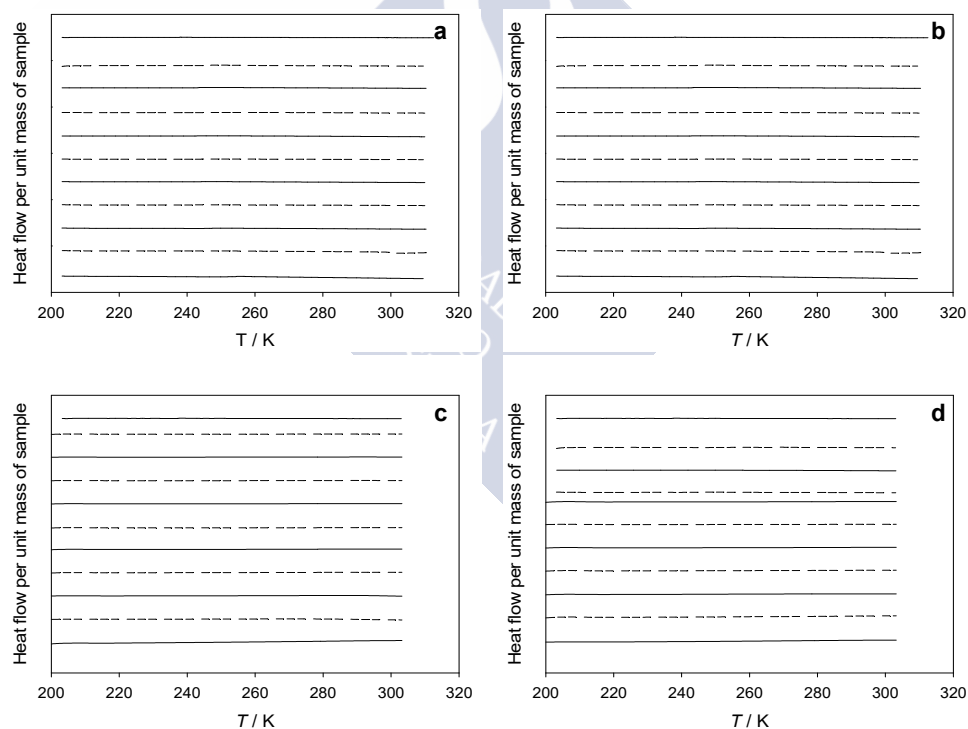 Heat flow per unit mass of sample
a
200 220 240 260 280 300 320
T / K
Heat flow per unit mass of sample
b
200 220 240 260 280 300 320
T / K
Heat flow per unit mass of sample
c
200 220 240 260 280 300 320
T / K
Heat flow per unit mass of sample
d
200 220 240 260 280 300 320
T / K